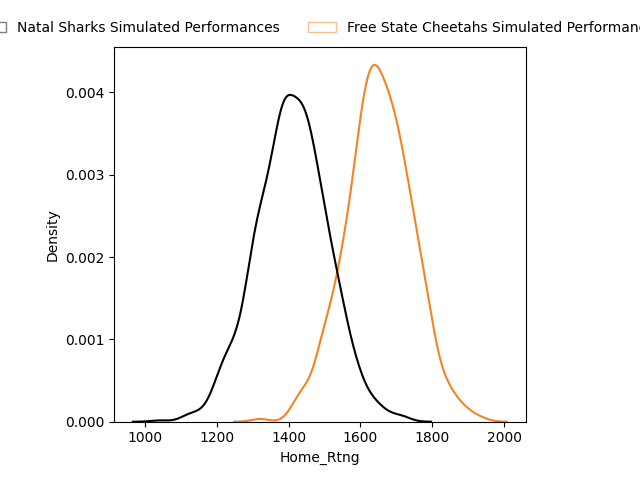 Natal Sharks Simulated Performances Free State Cheetahs Simulated
0.004
0.003
0.002
0.001
0.000
Density
1000 1200 1400 1600 1800 2000
Home_Rtng